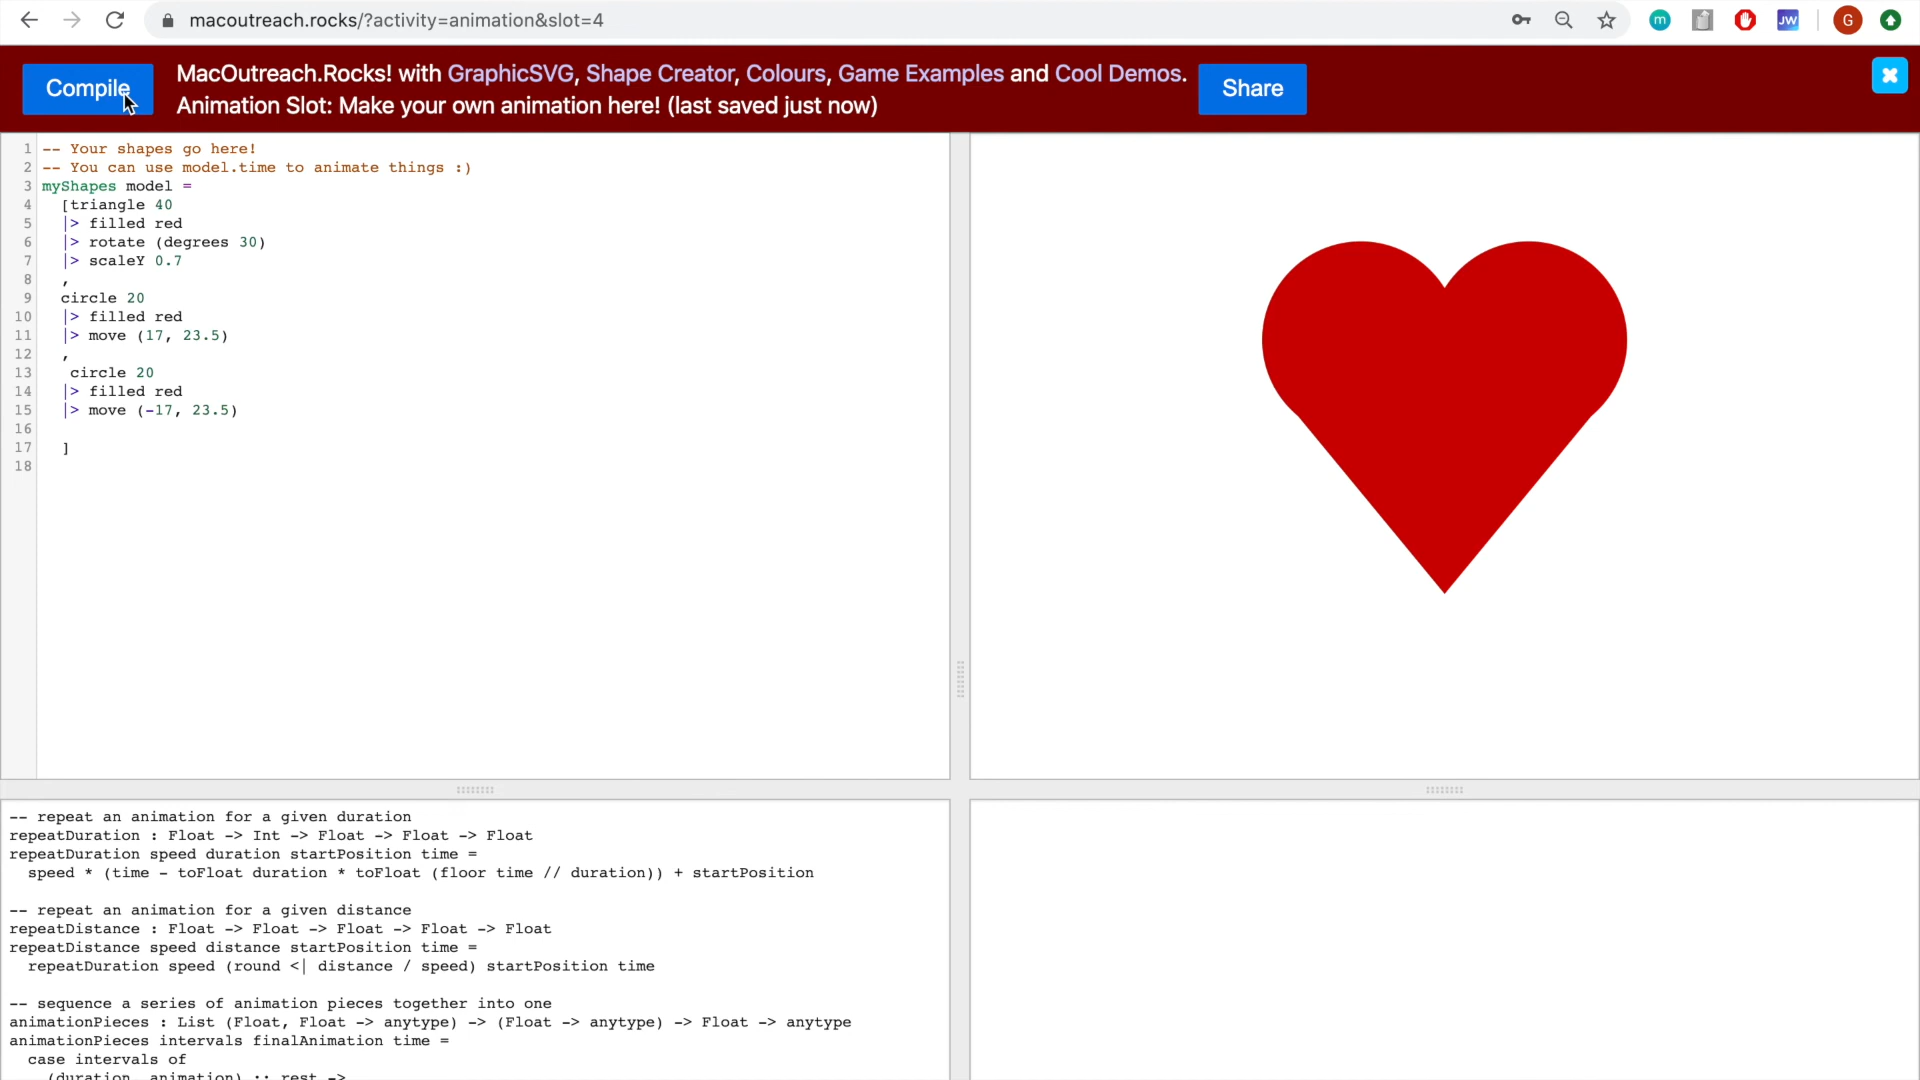 macoutreach.rocks/?activity=animation&slot=4
m
JW
G
Compile
MacOutreach.Rocks! with GraphicSVG, Shape Creator, Colours, Game Examples and Cool Demos.
Animation Slot: Make your own animation here! (last saved just now)
Share
1 -- Your shapes go here!
2 -- You can use model.time to animate things :)
3 myShapes model =
4 [triangle 40
5 |> filled red
6 |> rotate (degrees 30)
7 |> scaleY 0.7
8 ,
9 circle 20
10 |> filled red
11 |> move (17, 23.5)
12 ,
13 circle 20
14 |> filled red
15 |> move (-17, 23.5)
16
17 ]
18
-- repeat an animation for a given duration
repeatDuration : Float -> Int -> Float -> Float -> Float
repeatDuration speed duration startPosition time =
speed * (time - toFloat duration * toFloat (floor time // duration)) + startPosition
-- repeat an animation for a given distance
repeatDistance : Float -> Float -> Float -> Float -> Float
repeatDistance speed distance startPosition time =
repeatDuration speed (round <| distance / speed) startPosition time
-- sequence a series of animation pieces together into one
animationPieces : List (Float, Float -> anytype) -> (Float -> anytype) -> Float -> anytype
animationPieces intervals finalAnimation time =
case intervals of
(duration, animation) :: rest ->